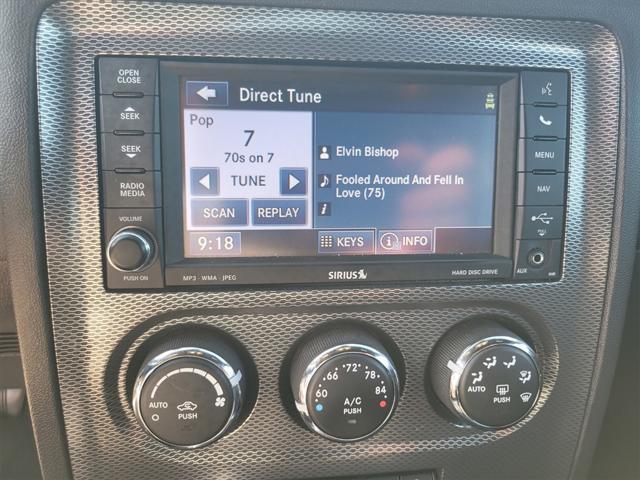 OPEN
CLOSE
SEEK
SEEK
RADIO
MEDIA
VOLUME
PUSH ON
Direct Tune
Pop
7
70s on 7
TUNE
SCAN
REPLAY
9:18
Elvin Bishop
Fooled Around And Fell In
Love (75)
i
KEYS
i INFO
MENU
NAV
AUX
MP3 · WMA · JPEG
SIRIUS
HARD DISC DRIVE
AUTO
PUSH
60
66
72
78
84
A/C
PUSH
AUTO
PUSH